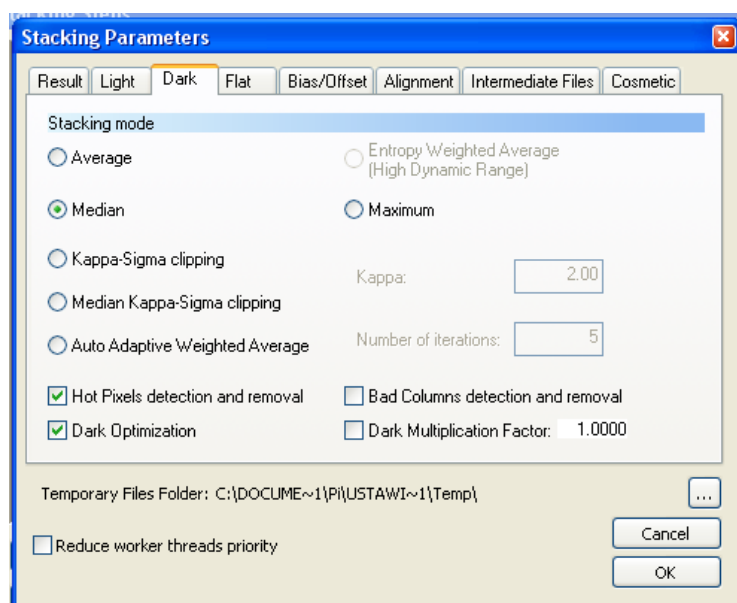 Stacking Steps
Stacking Parameters
Result Light Dark Flat Bias/Offset Alignment Intermediate Files Cosmetic
Stacking mode
Average
Entropy Weighted Average
(High Dynamic Range)
Median
Maximum
Kappa-Sigma clipping
Kappa: 2.00
Median Kappa-Sigma clipping
Number of iterations: 5
Auto Adaptive Weighted Average
Hot Pixels detection and removal
Bad Columns detection and removal
Dark Optimization
Dark Multiplication Factor: 1.0000
Temporary Files Folder: C:\DOCUME~1\Pi\USTAWI~1\Temp\
...
Reduce worker threads priority
Cancel
OK